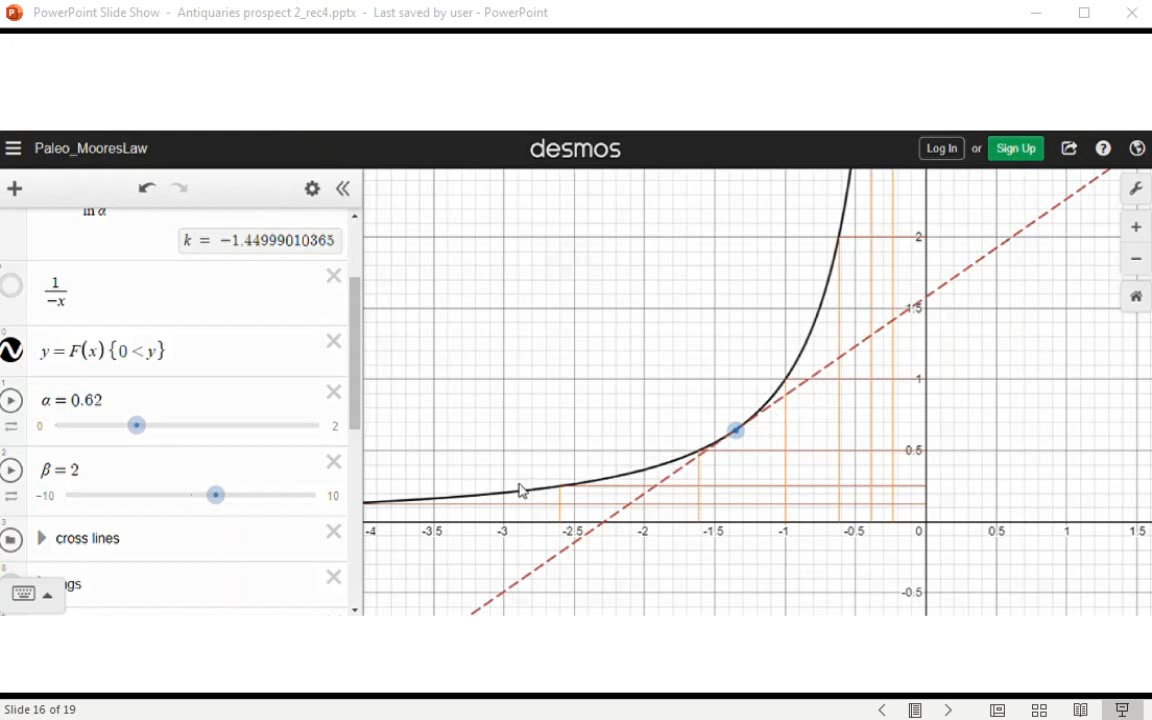 PowerPoint Slide Show - Antiquaries prospect 2_rec4.pptx - Last saved by user - PowerPoint
Paleo_MooresLaw
desmos
Log In or Sign Up
ln α
k = −1.44999010365
1
−x
y = F(x) {0 < y}
α = 0.62
0 2
β = 2
−10 10
cross lines
ngs
2
1.5
1
0.5
-4 -3.5 -3 -2.5 -2 -1.5 -1 -0.5 0 0.5 1 1.5
-0.5
Slide 16 of 19